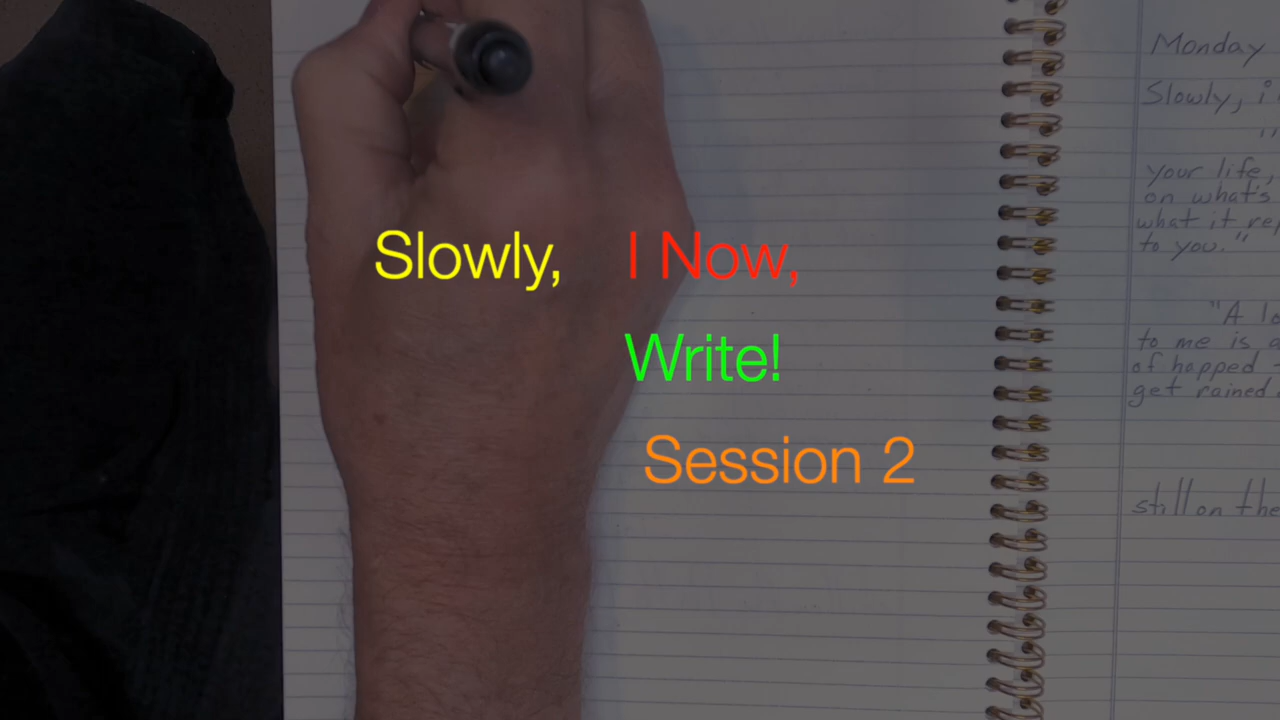 Slowly, I Now,
Write!
Session 2
Monday
Slowly, i
"
your life,
on what's
what it rep
to you."
"A lo
to me is a
of hopped -
get rained
still on the